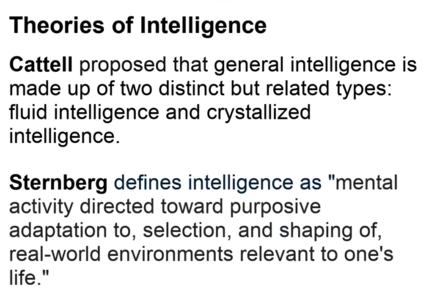 Theories of Intelligence
Cattell proposed that general intelligence is
made up of two distinct but related types:
fluid intelligence and crystallized
intelligence.
Sternberg defines intelligence as "mental
activity directed toward purposive
adaptation to, selection, and shaping of,
real-world environments relevant to one's
life."